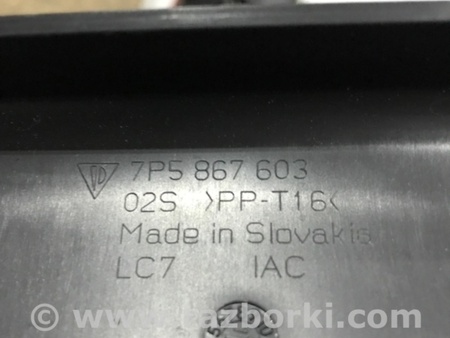 7P5 867 603
02S >PP-T16<
Made in Slovakia
LC7 IAC
© www.razborki.com